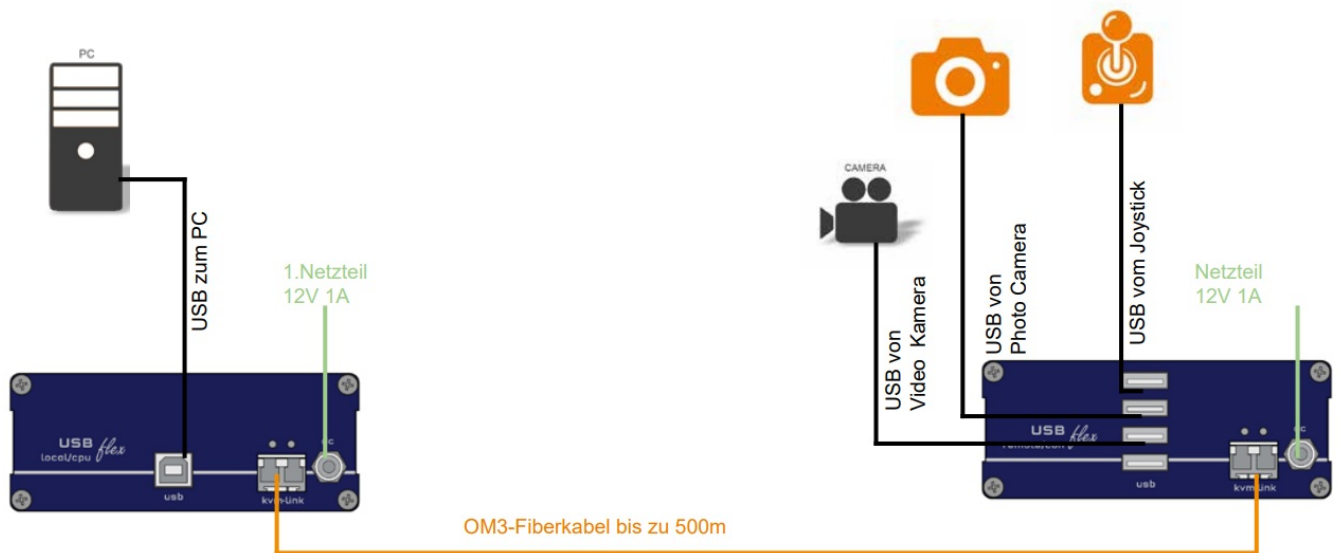 PC
CAMERA
USB zum PC
1.Netzteil
12V 1A
USB von
Video Kamera
USB von
Photo Camera
USB vom Joystick
Netzteil
12V 1A
USB flex
local/cpu
usb
kvm-link
USB flex
usb
kvm-link
OM3-Fiberkabel bis zu 500m